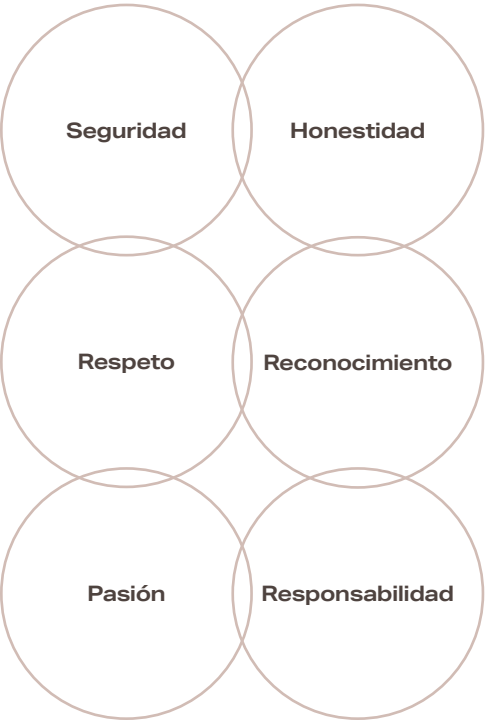 Seguridad
Honestidad
Respeto
Reconocimiento
Pasión
Responsabilidad